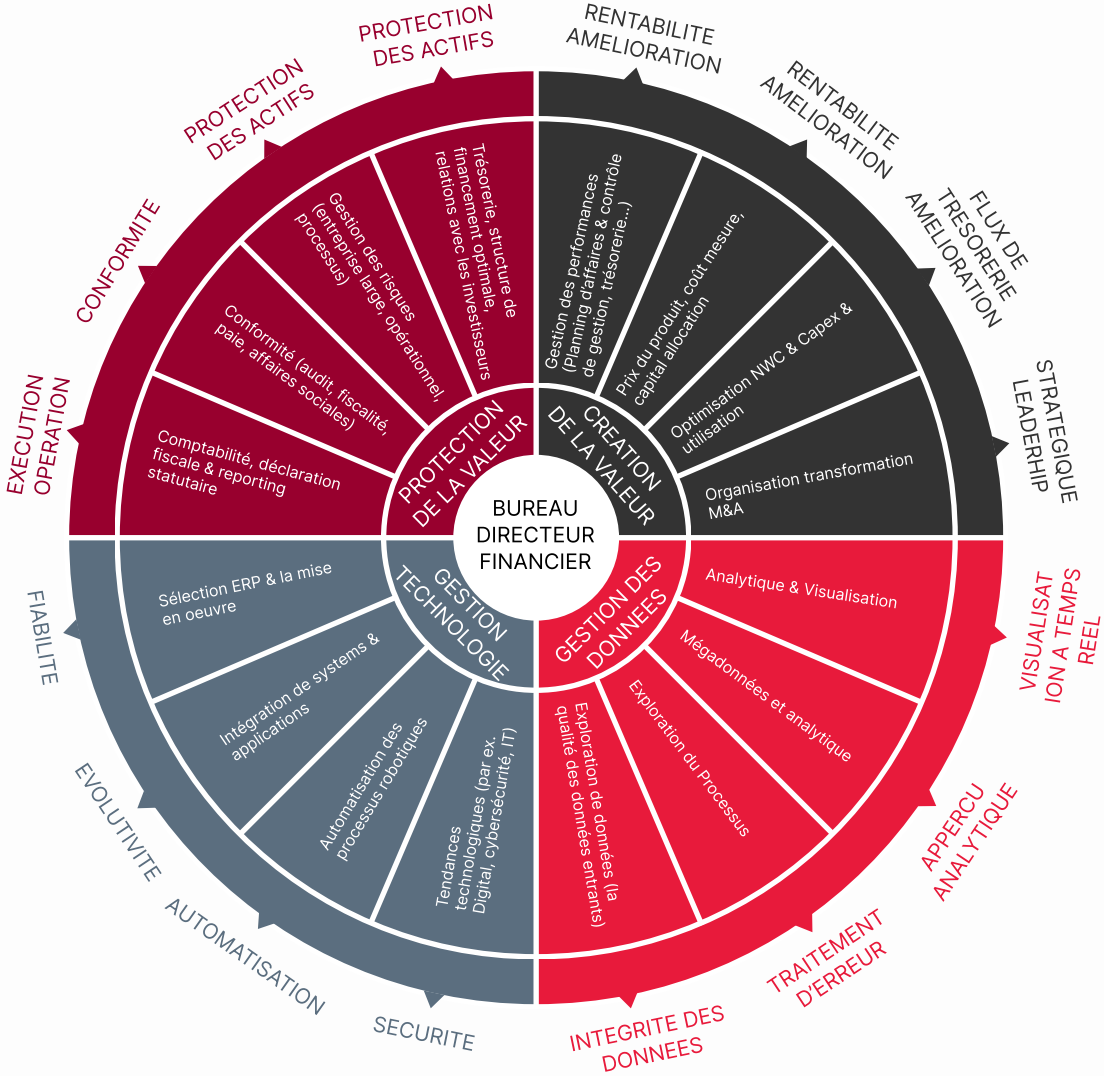 BUREAU
DIRECTEUR
FINANCIER
PROTECTION
DE LA VALEUR
CREATION
DE LA VALEUR
GESTION DES
DONNEES
GESTION
TECHNOLOGIE
RENTABILITE
AMELIORATION
Gestion des performances
(Planning d'affaires & contrôle
de gestion, trésorerie...)
RENTABILITE
AMELIORATION
Prix du produit, coût mesure,
capital allocation
FLUX DE
TRESORERIE
AMELIORATION
Optimisation NWC & Capex &
utilisation
STRATEGIQUE
LEADERHIP
Organisation transformation
M&A
VISUALISAT
ION A TEMPS
REEL
Analytique & Visualisation
APPERCU
ANALYTIQUE
Mégadonnées et analytique
TRAITEMENT
D'ERREUR
Exploration du Processus
INTEGRITE DES
DONNEES
Exploration de données (la
qualité des données entrants)
SECURITE
Tendances
technologiques (par ex.
Digital, cybersécurité, IT)
AUTOMATISATION
Automatisation des
processus robotiques
EVOLUTIVITE
Intégration de systems &
applications
FIABILITE
Sélection ERP & la mise
en oeuvre
EXECUTION
OPERATION
Comptabilité, déclaration
fiscale & reporting
statutaire
CONFORMITE
Conformité (audit, fiscalité,
paie, affaires sociales)
PROTECTION
DES ACTIFS
Gestion des risques
(entreprise large, opérationnel,
processus)
PROTECTION
DES ACTIFS
Trésorerie, structure de
financement optimale,
relations avec les investisseurs